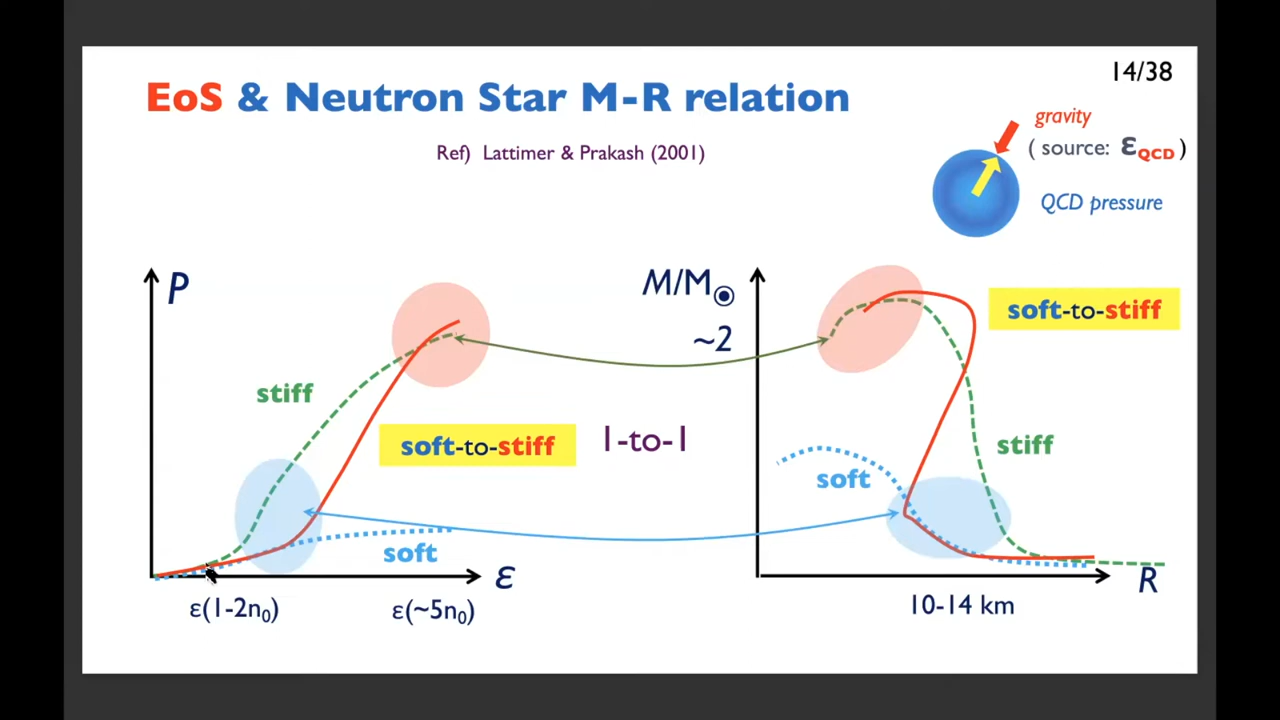 14/38
EoS & Neutron Star M-R relation
Ref) Lattimer & Prakash (2001)
gravity
( source: εQCD )
QCD pressure
P
stiff
soft-to-stiff
soft
ε
ε(1-2n₀)
ε(~5n₀)
1-to-1
M/M☉
~2
soft-to-stiff
stiff
soft
R
10-14 km